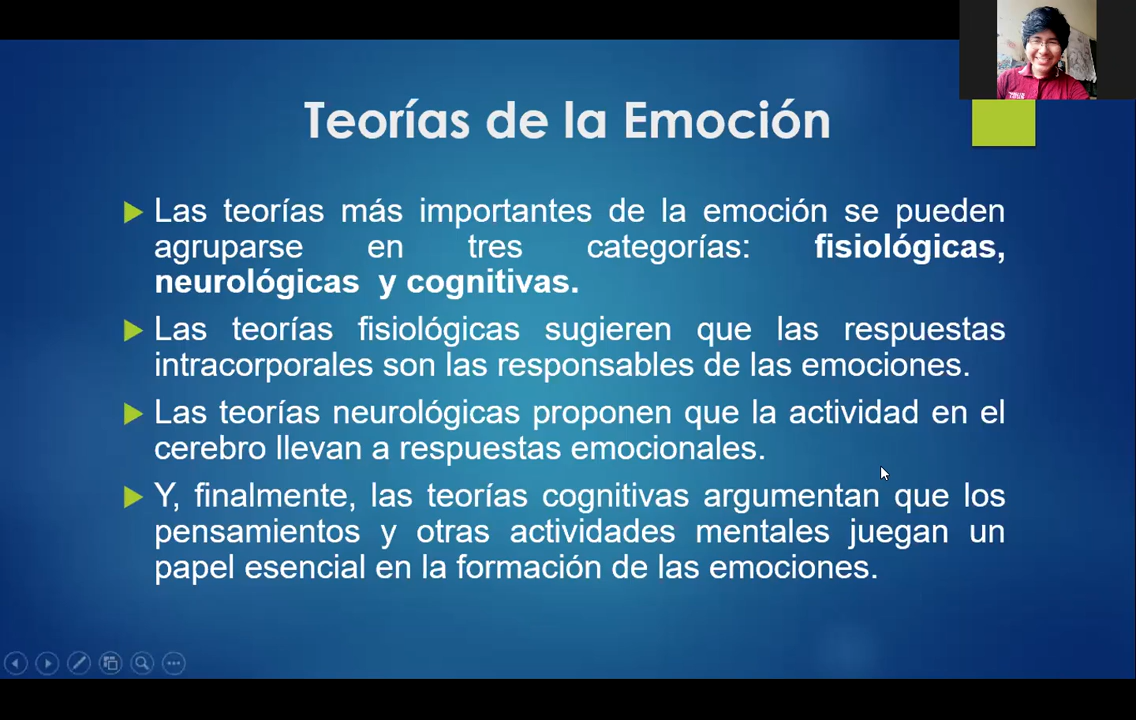 Teorías de la Emoción
Las teorías más importantes de la emoción se pueden
agruparse en tres categorías: fisiológicas,
neurológicas y cognitivas.
Las teorías fisiológicas sugieren que las respuestas
intracorporales son las responsables de las emociones.
Las teorías neurológicas proponen que la actividad en el
cerebro llevan a respuestas emocionales.
Y, finalmente, las teorías cognitivas argumentan que los
pensamientos y otras actividades mentales juegan un
papel esencial en la formación de las emociones.